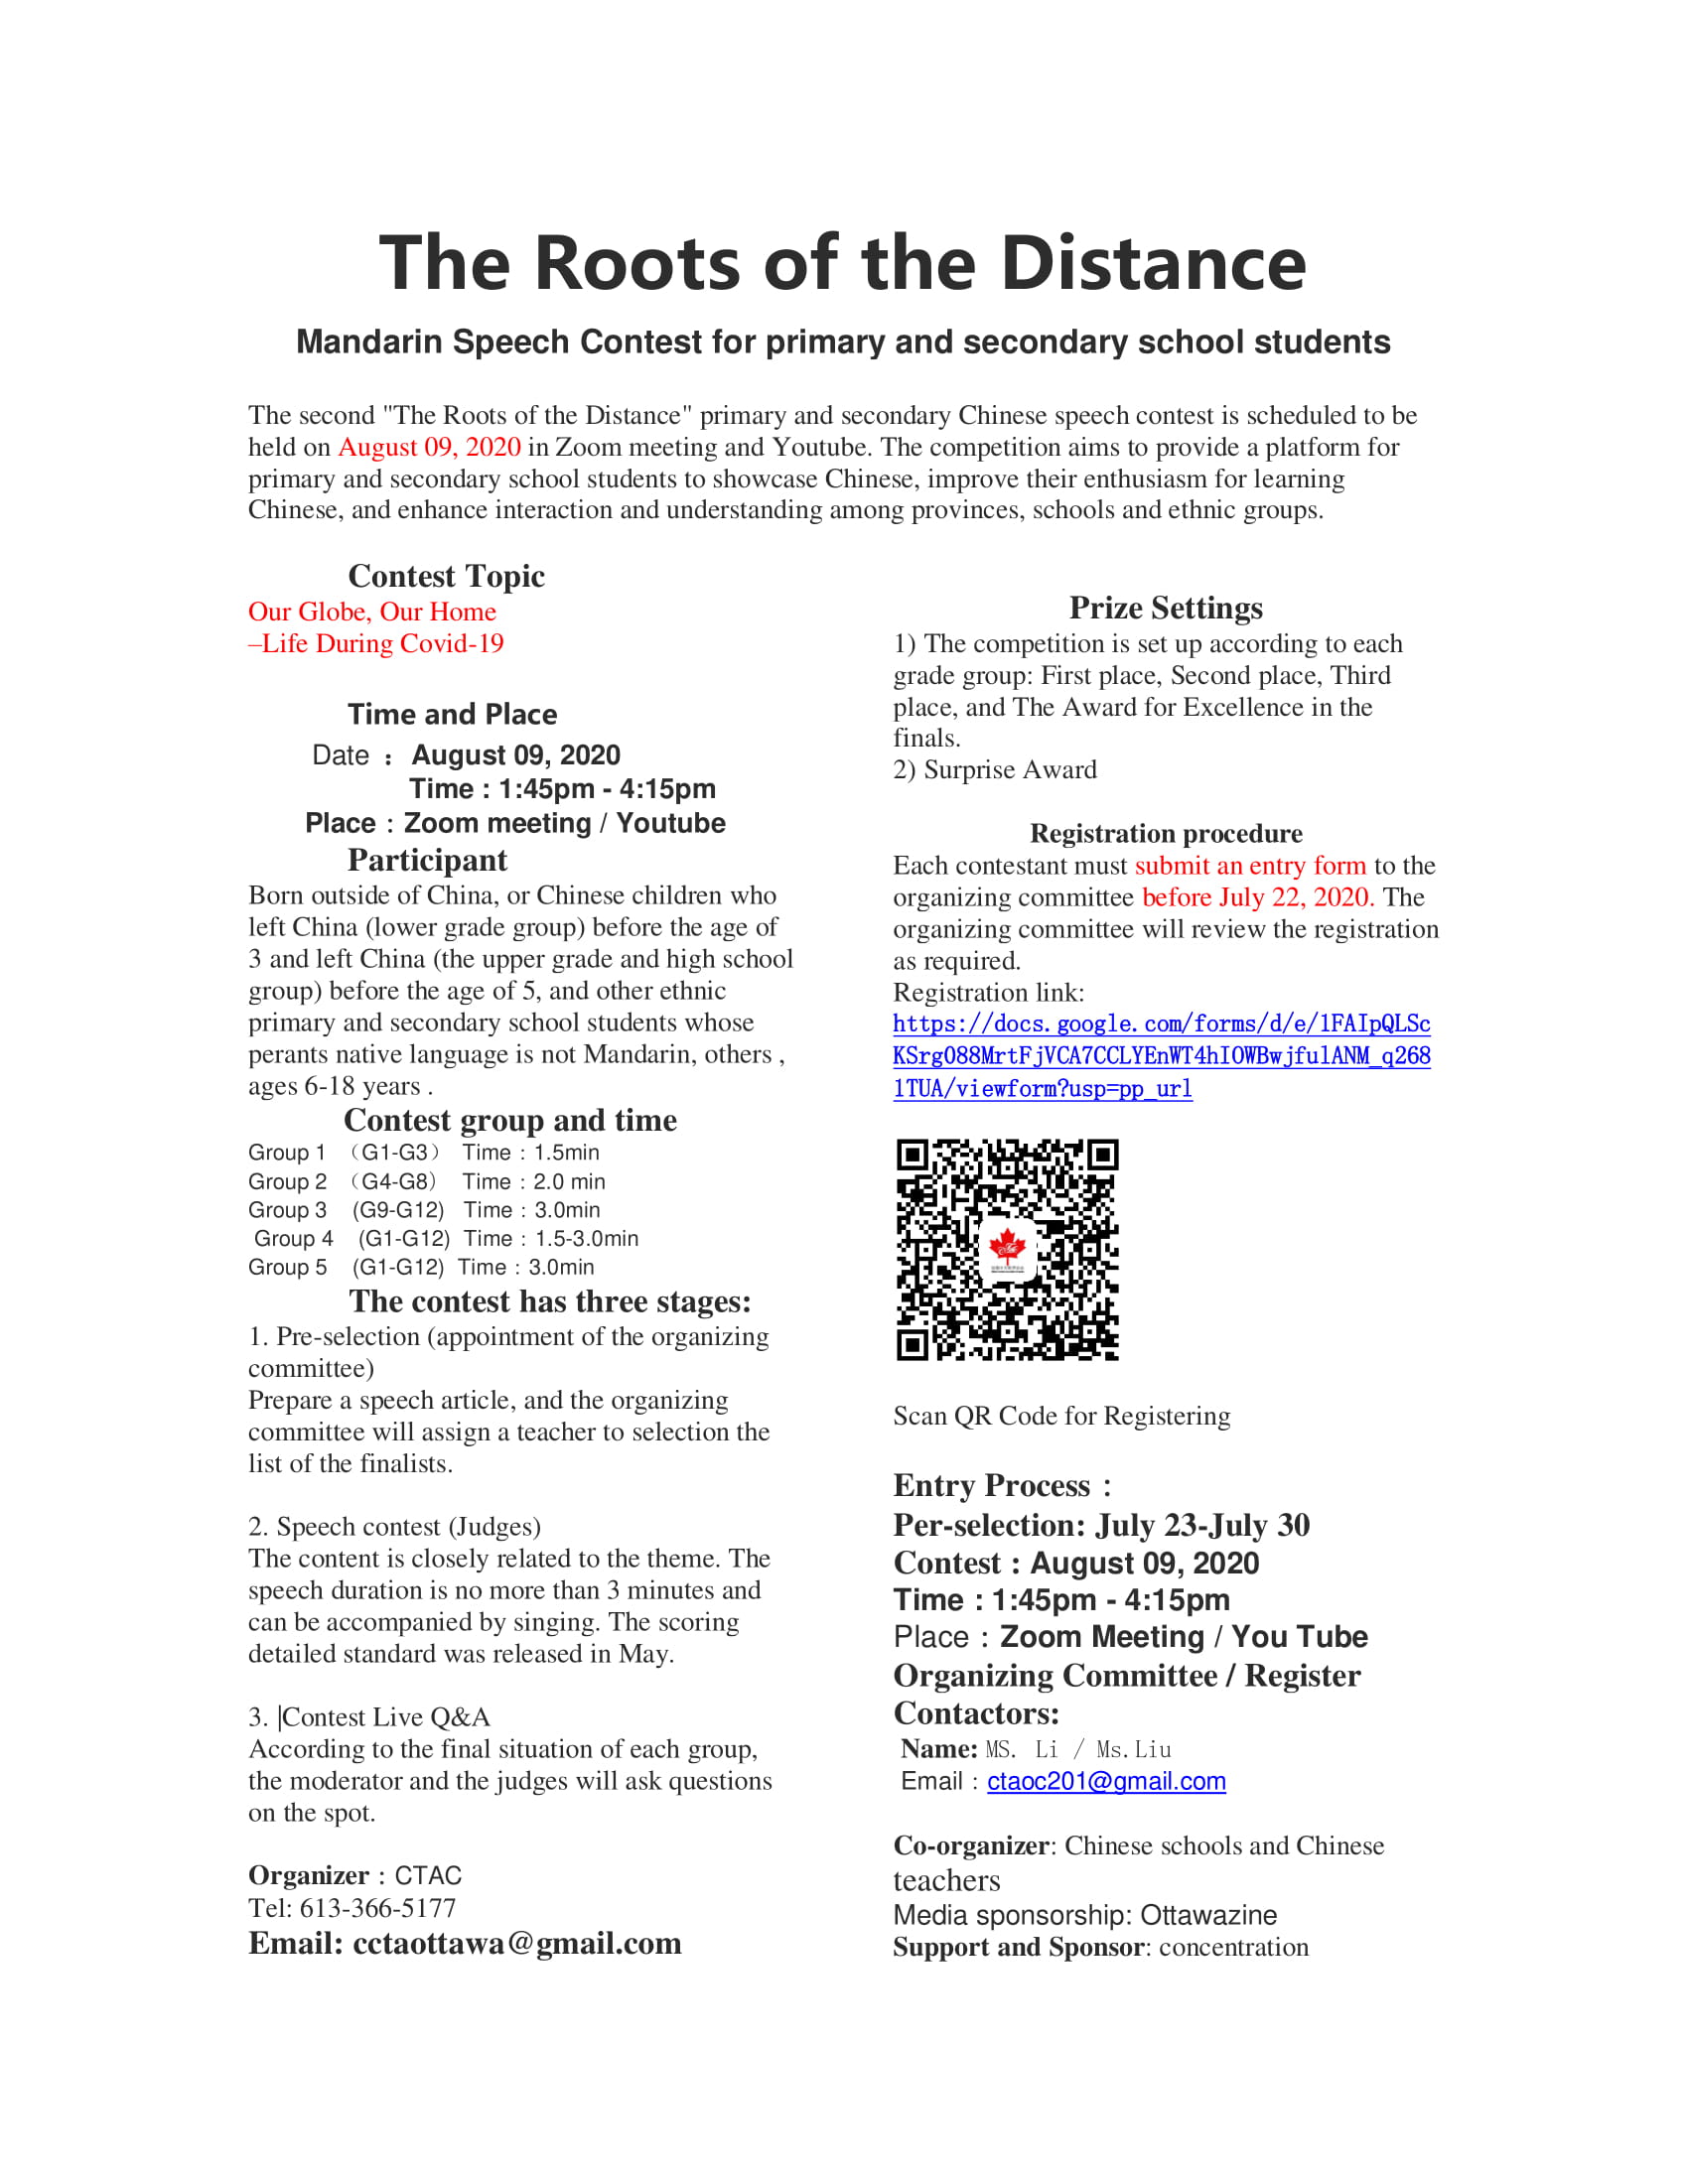 The Roots of the Distance
Mandarin Speech Contest for primary and secondary school students
The second "The Roots of the Distance" primary and secondary Chinese speech contest is scheduled to be
held on August 09, 2020 in Zoom meeting and Youtube. The competition aims to provide a platform for
primary and secondary school students to showcase Chinese, improve their enthusiasm for learning
Chinese, and enhance interaction and understanding among provinces, schools and ethnic groups.
Contest Topic
Our Globe, Our Home
–Life During Covid-19
Time and Place
Date : August 09, 2020
Time : 1:45pm - 4:15pm
Place : Zoom meeting / Youtube
Participant
Born outside of China, or Chinese children who
left China (lower grade group) before the age of
3 and left China (the upper grade and high school
group) before the age of 5, and other ethnic
primary and secondary school students whose
perants native language is not Mandarin, others ,
ages 6-18 years .
Contest group and time
Group 1 （G1-G3） Time : 1.5min
Group 2 （G4-G8） Time : 2.0 min
Group 3 (G9-G12) Time : 3.0min
Group 4 (G1-G12) Time : 1.5-3.0min
Group 5 (G1-G12) Time : 3.0min
The contest has three stages:
1. Pre-selection (appointment of the organizing
committee)
Prepare a speech article, and the organizing
committee will assign a teacher to selection the
list of the finalists.
2. Speech contest (Judges)
The content is closely related to the theme. The
speech duration is no more than 3 minutes and
can be accompanied by singing. The scoring
detailed standard was released in May.
3. |Contest Live Q&A
According to the final situation of each group,
the moderator and the judges will ask questions
on the spot.
Organizer : CTAC
Tel: 613-366-5177
Email: cctaottawa@gmail.com
Prize Settings
1) The competition is set up according to each
grade group: First place, Second place, Third
place, and The Award for Excellence in the
finals.
2) Surprise Award
Registration procedure
Each contestant must submit an entry form to the
organizing committee before July 22, 2020. The
organizing committee will review the registration
as required.
Registration link:
https://docs.google.com/forms/d/e/1FAIpQLSc
KSrg088MrtFjVCA7CCLYEnWT4hIOWBwjfulANM_q268
1TUA/viewform?usp=pp_url
Scan QR Code for Registering
Entry Process :
Per-selection: July 23-July 30
Contest : August 09, 2020
Time : 1:45pm - 4:15pm
Place : Zoom Meeting / You Tube
Organizing Committee / Register
Contactors:
Name: MS. Li / Ms.Liu
Email : ctaoc201@gmail.com
Co-organizer: Chinese schools and Chinese
teachers
Media sponsorship: Ottawazine
Support and Sponsor: concentration